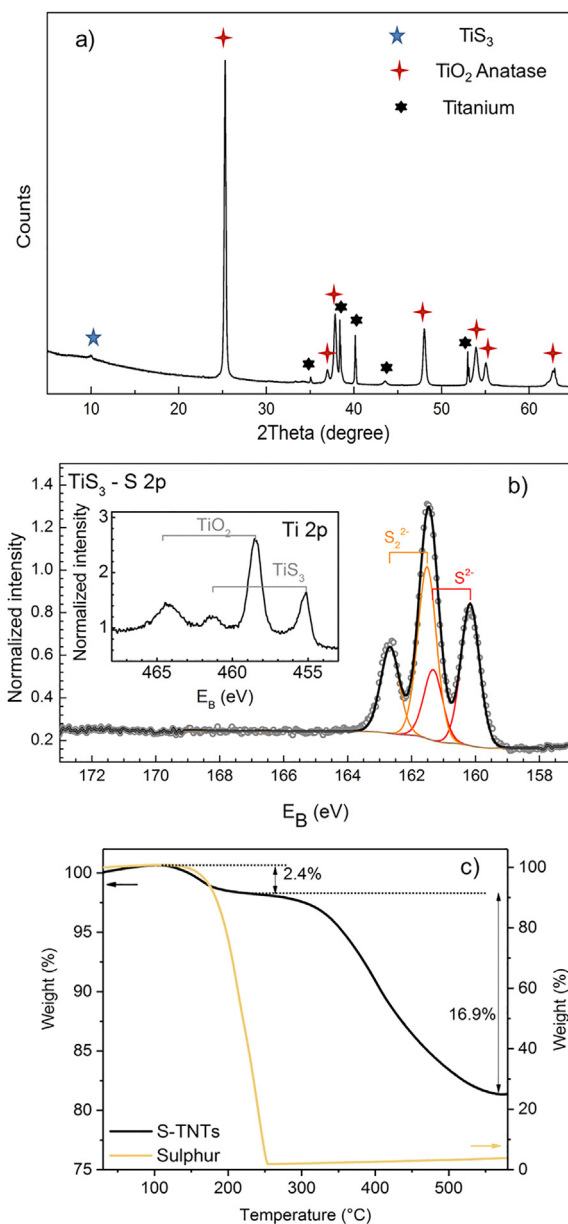 a)
TiS3
TiO2 Anatase
Titanium
Counts
10 20 30 40 50 60
2Theta (degree)
TiS3 - S 2p
b)
1.4
1.2
1.0
0.8
0.6
0.4
0.2
Normalized intensity
3
2
1
Normalized intensity
TiO2
Ti 2p
TiS3
465 460 455
EB (eV)
S2 2-
S2-
172 170 168 166 164 162 160 158
EB (eV)
c)
100
95
90
85
80
75
Weight (%)
2.4%
16.9%
100
80
60
40
20
0
Weight (%)
S-TNTs
Sulphur
100 200 300 400 500
Temperature (°C)